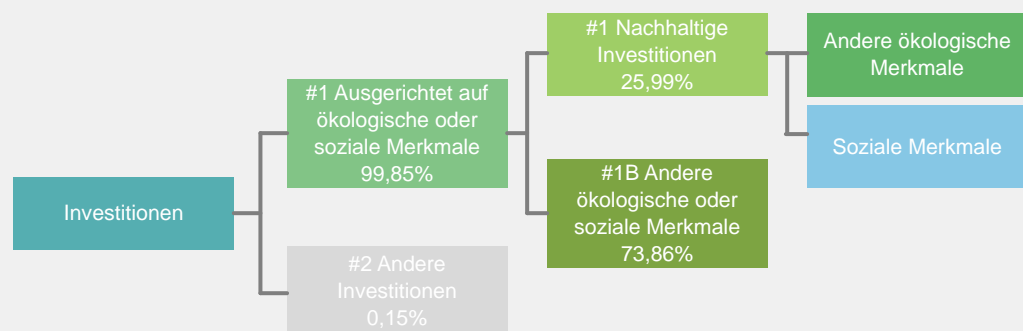 Investitionen
#1 Ausgerichtet auf
ökologische oder
soziale Merkmale
99,85%
#2 Andere
Investitionen
0,15%
#1 Nachhaltige
Investitionen
25,99%
#1B Andere
ökologische oder
soziale Merkmale
73,86%
Andere ökologische
Merkmale
Soziale Merkmale